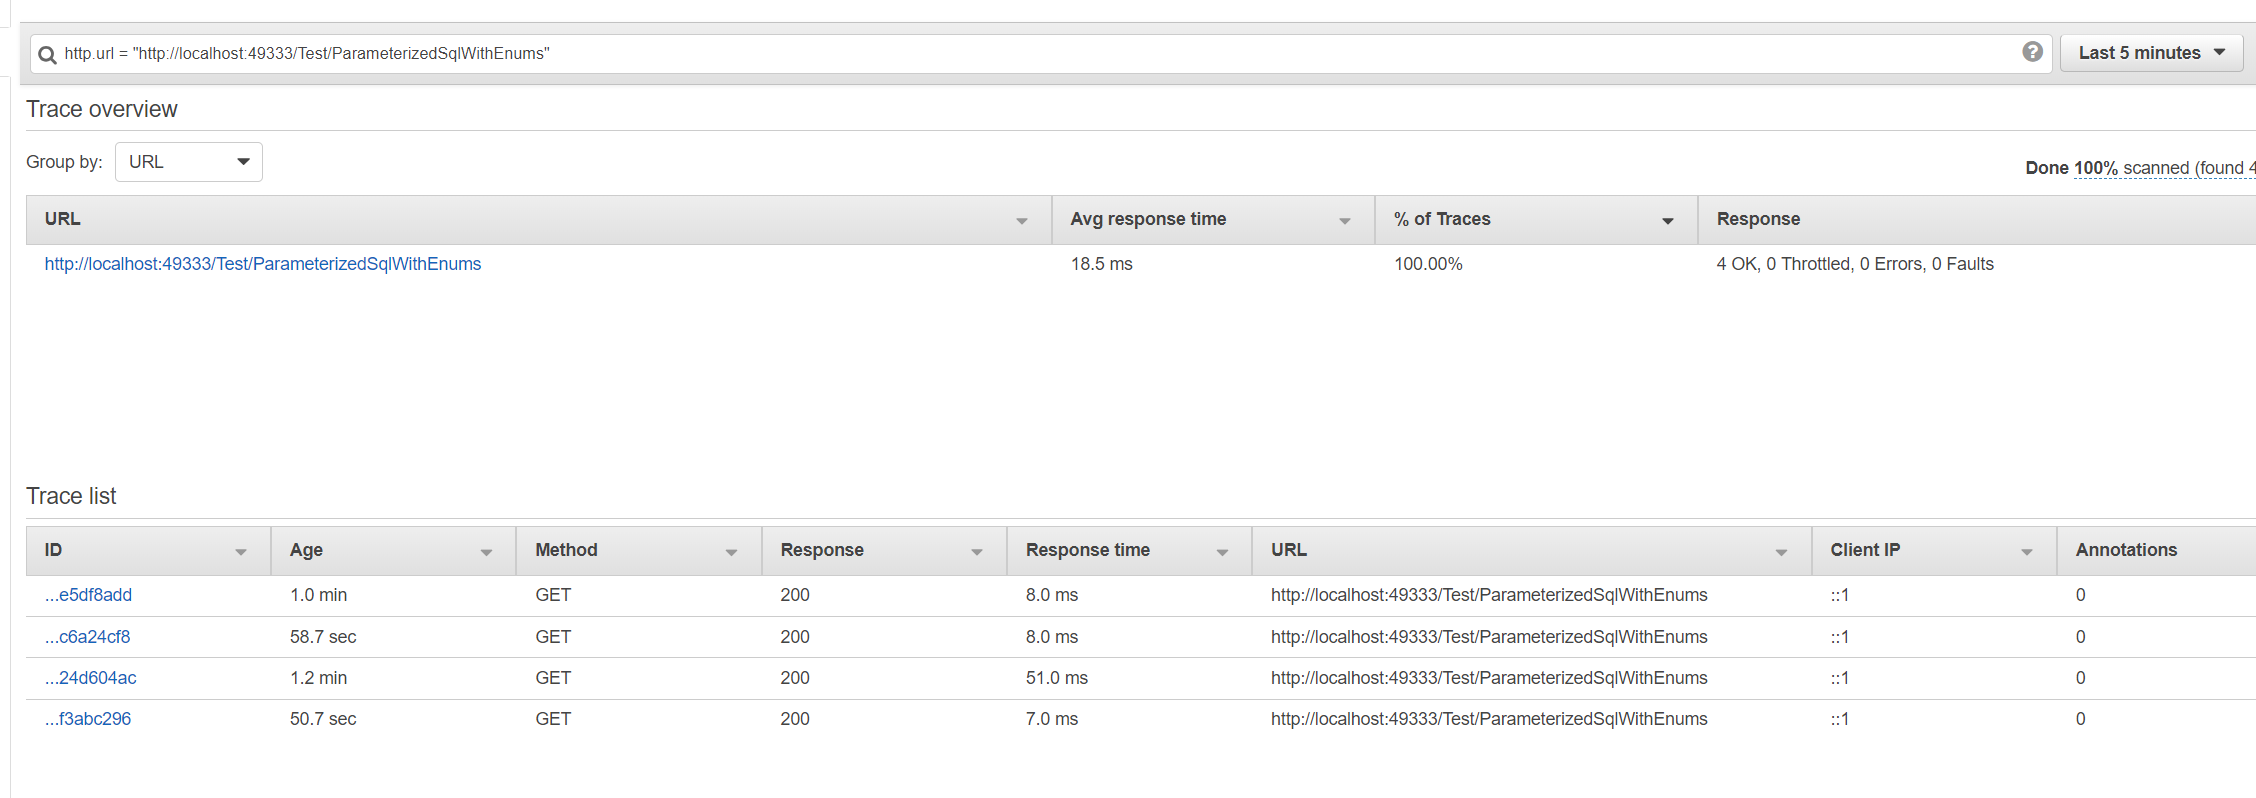 http.url = "http://localhost:49333/Test/ParameterizedSqlWithEnums" ? Last 5 minutes
Trace overview
Group by: URL
Done 100% scanned (found 4
URL Avg response time % of Traces Response
http://localhost:49333/Test/ParameterizedSqlWithEnums 18.5 ms 100.00% 4 OK, 0 Throttled, 0 Errors, 0 Faults
Trace list
ID Age Method Response Response time URL Client IP Annotations
...e5df8add 1.0 min GET 200 8.0 ms http://localhost:49333/Test/ParameterizedSqlWithEnums ::1 0
...c6a24cf8 58.7 sec GET 200 8.0 ms http://localhost:49333/Test/ParameterizedSqlWithEnums ::1 0
...24d604ac 1.2 min GET 200 51.0 ms http://localhost:49333/Test/ParameterizedSqlWithEnums ::1 0
...f3abc296 50.7 sec GET 200 7.0 ms http://localhost:49333/Test/ParameterizedSqlWithEnums ::1 0